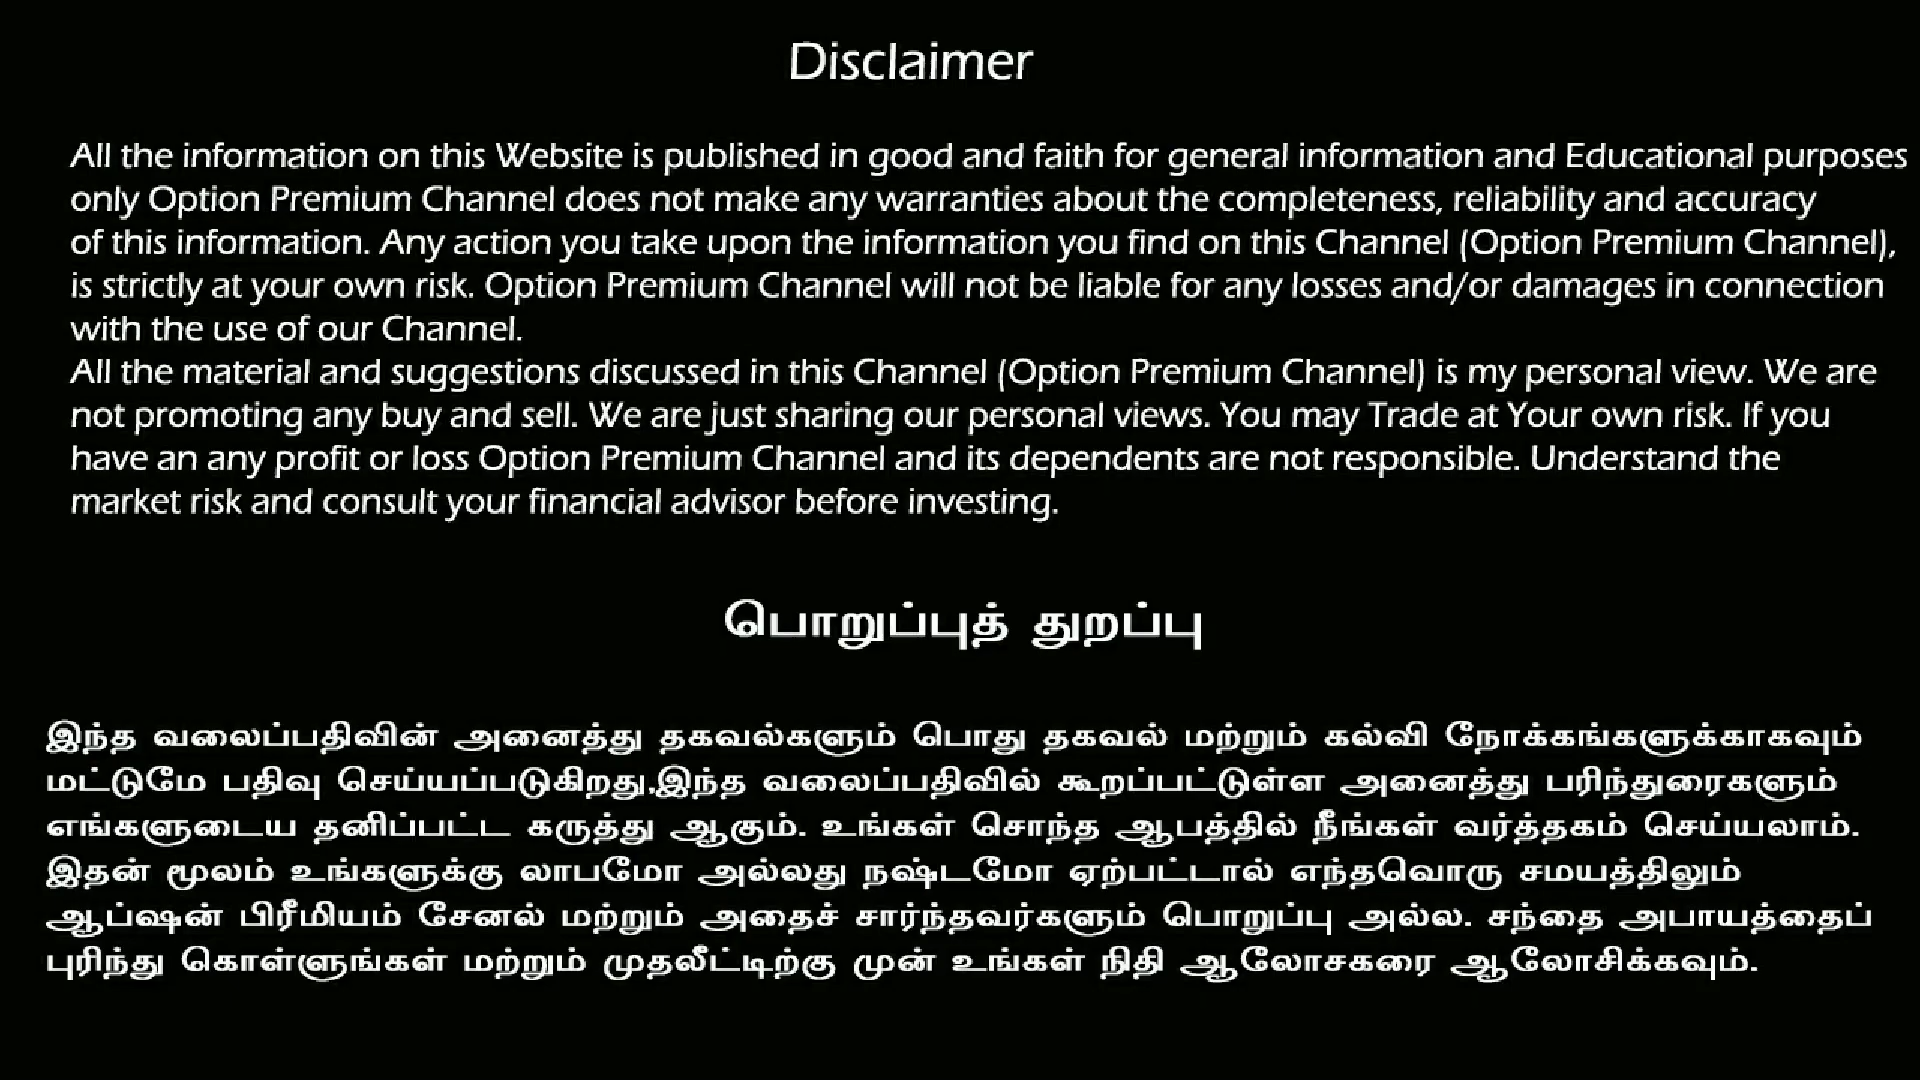 Disclaimer
All the information on this Website is published in good and faith for general information and Educational purposes
only Option Premium Channel does not make any warranties about the completeness, reliability and accuracy
of this information. Any action you take upon the information you find on this Channel (Option Premium Channel),
is strictly at your own risk. Option Premium Channel will not be liable for any losses and/or damages in connection
with the use of our Channel.
All the material and suggestions discussed in this Channel (Option Premium Channel) is my personal view. We are
not promoting any buy and sell. We are just sharing our personal views. You may Trade at Your own risk. If you
have an any profit or loss Option Premium Channel and its dependents are not responsible. Understand the
market risk and consult your financial advisor before investing.
பொறுப்புத் துறப்பு
இந்த வலைப்பதிவின் அனைத்து தகவல்களும் பொது தகவல் மற்றும் கல்வி நோக்கங்களுக்காகவும்
மட்டுமே பதிவு செய்யப்படுகிறது.இந்த வலைப்பதிவில் கூறப்பட்டுள்ள அனைத்து பரிந்துரைகளும்
எங்களுடைய தனிப்பட்ட கருத்து ஆகும். உங்கள் சொந்த ஆபத்தில் நீங்கள் வர்த்தகம் செய்யலாம்.
இதன் மூலம் உங்களுக்கு லாபமோ அல்லது நஷ்டமோ ஏற்பட்டால் எந்தவொரு சமயத்திலும்
ஆப்ஷன் பிரீமியம் சேனல் மற்றும் அதைச் சார்ந்தவர்களும் பொறுப்பு அல்ல. சந்தை அபாயத்தைப்
புரிந்து கொள்ளுங்கள் மற்றும் முதலீட்டிற்கு முன் உங்கள் நிதி ஆலோசகரை ஆலோசிக்கவும்.